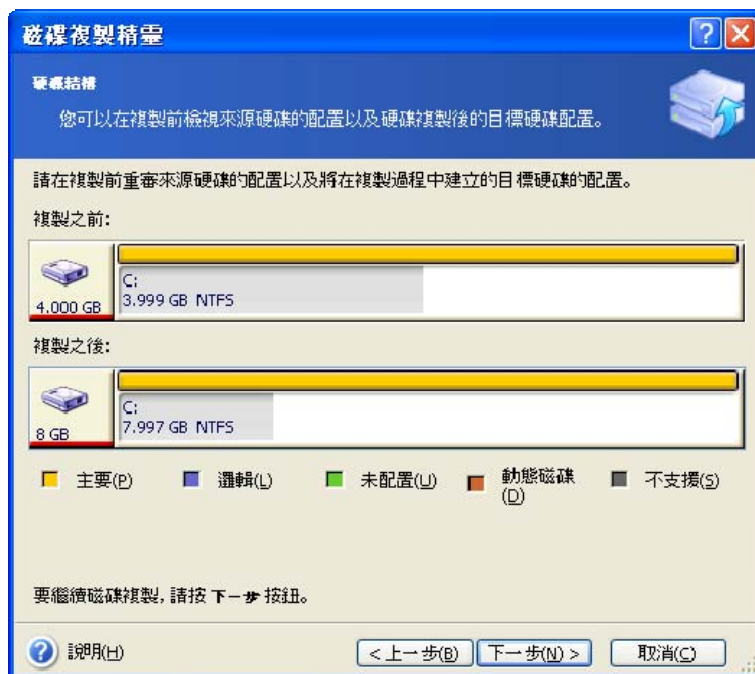 磁碟複製精靈
硬碟結構
您可以在複製前檢視來源硬碟的配置以及硬碟複製後的目標硬碟配置。
請在複製前重審來源硬碟的配置以及將在複製過程中建立的目標硬碟的配置。
複製之前:
4.000 GB
C:
3.999 GB NTFS
複製之後:
8 GB
C:
7.997 GB NTFS
主要(P) 邏輯(L) 未配置(U) 動態磁碟(D) 不支援(S)
要繼續磁碟複製, 請按 下一步 按鈕。
說明(H) < 上一步(B) 下一步(N) > 取消(C)